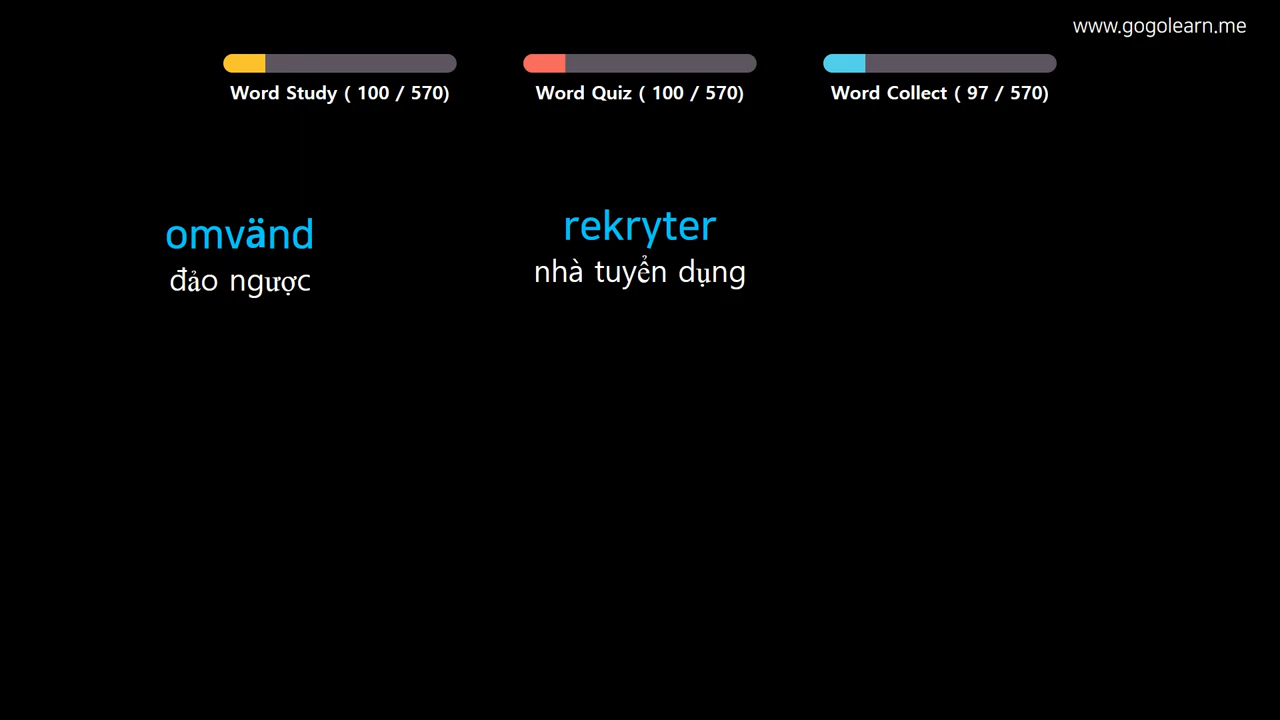 www.gogolearn.me
Word Study ( 100 / 570)
Word Quiz ( 100 / 570)
Word Collect ( 97 / 570)
omvänd
đảo ngược
rekryter
nhà tuyển dụng